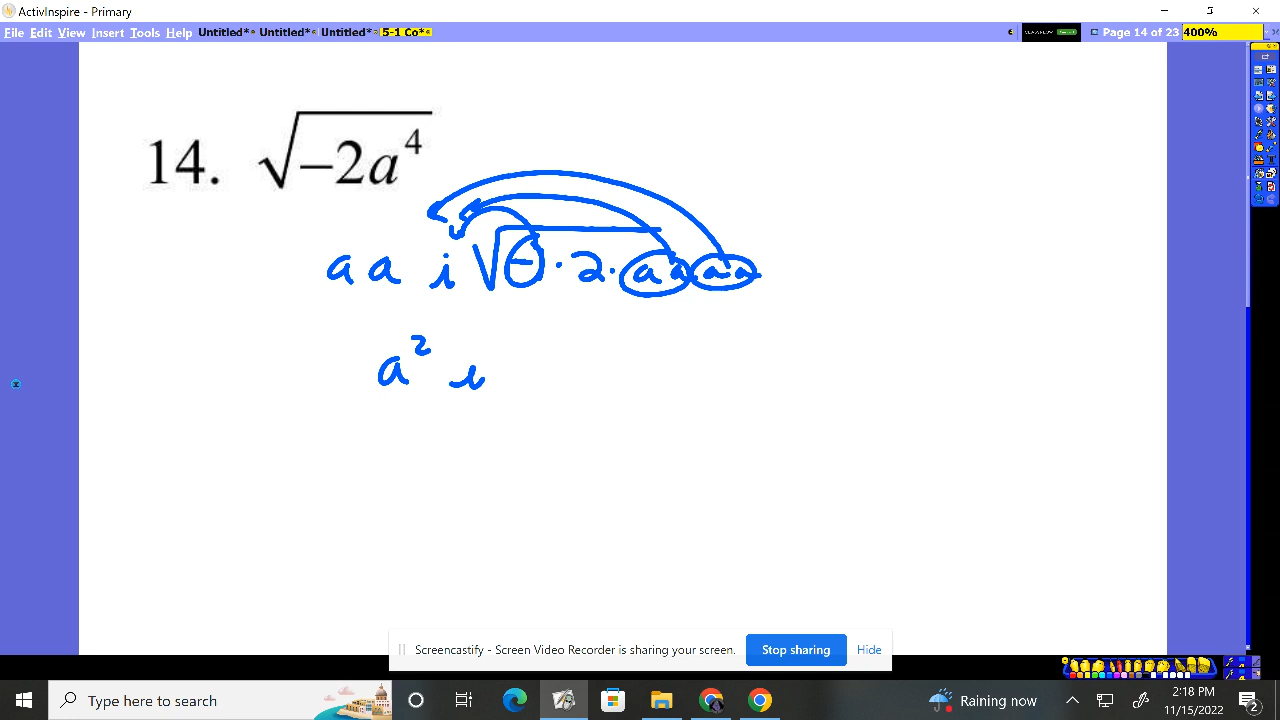 ActivInspire - Primary
File Edit View Insert Tools Help Untitled* Untitled* Untitled* 5-1 Co* Page 14 of 23 400%
14. √−2a⁴
a a i √− · 2 · a a a a
a² i
Screencastify - Screen Video Recorder is sharing your screen. Stop sharing Hide
Type here to search
Raining now
2:18 PM
11/15/2022
2